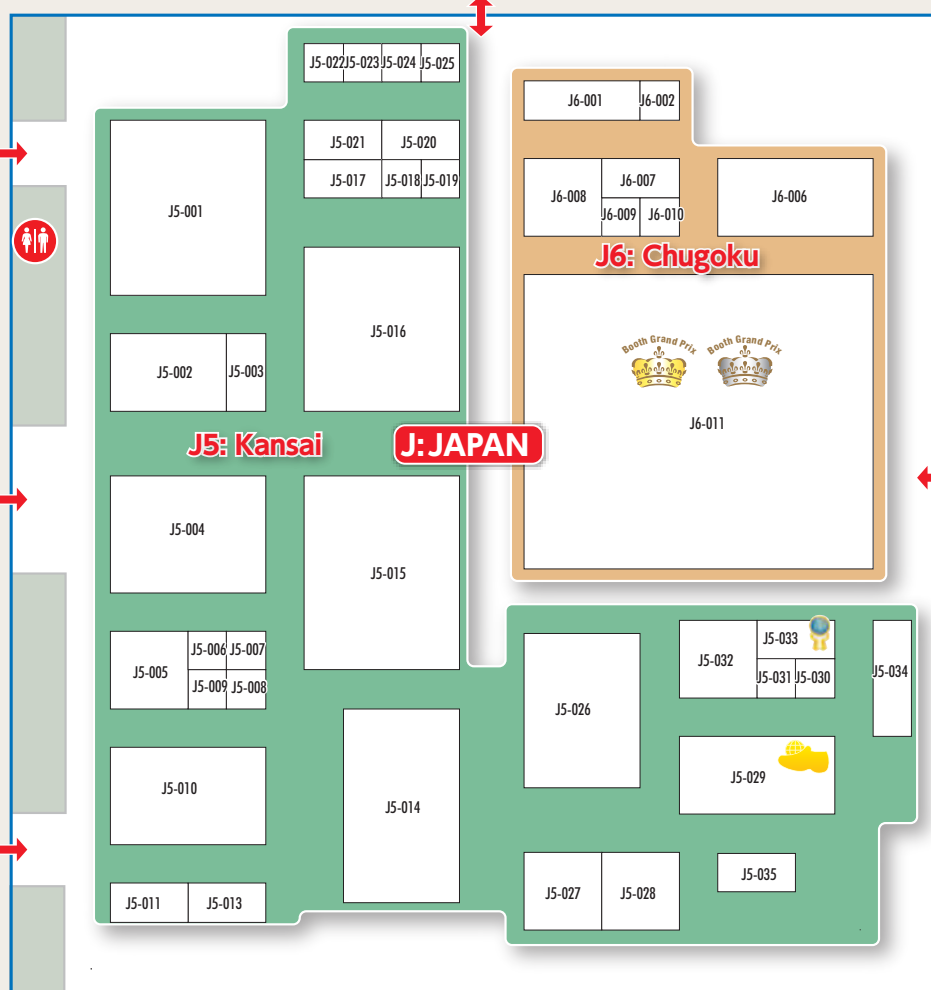 J5-022 J5-023 J5-024 J5-025
J6-001 J6-002
J5-021 J5-020
J5-017 J5-018 J5-019
J5-001
J6-008 J6-007
J6-009 J6-010
J6-006
J6: Chugoku
J5-016
Booth Grand Prix Booth Grand Prix
J5-002 J5-003
J6-011
J5: Kansai
J: JAPAN
J5-004
J5-015
J5-005 J5-006 J5-007
J5-009 J5-008
J5-032 J5-033
J5-031 J5-030
J5-034
J5-026
J5-010
J5-029
J5-014
J5-035
J5-011 J5-013
J5-027 J5-028